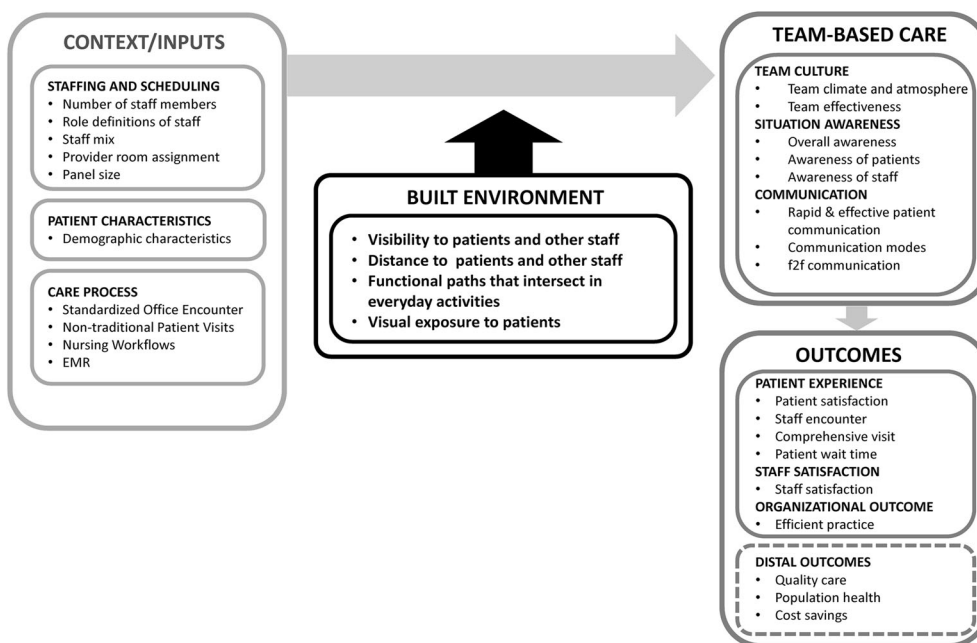 CONTEXT/INPUTS
STAFFING AND SCHEDULING
• Number of staff members
• Role definitions of staff
• Staff mix
• Provider room assignment
• Panel size
PATIENT CHARACTERISTICS
• Demographic characteristics
CARE PROCESS
• Standardized Office Encounter
• Non-traditional Patient Visits
• Nursing Workflows
• EMR
BUILT ENVIRONMENT
• Visibility to patients and other staff
• Distance to patients and other staff
• Functional paths that intersect in
everyday activities
• Visual exposure to patients
TEAM-BASED CARE
TEAM CULTURE
• Team climate and atmosphere
• Team effectiveness
SITUATION AWARENESS
• Overall awareness
• Awareness of patients
• Awareness of staff
COMMUNICATION
• Rapid & effective patient
communication
• Communication modes
• f2f communication
OUTCOMES
PATIENT EXPERIENCE
• Patient satisfaction
• Staff encounter
• Comprehensive visit
• Patient wait time
STAFF SATISFACTION
• Staff satisfaction
ORGANIZATIONAL OUTCOME
• Efficient practice
DISTAL OUTCOMES
• Quality care
• Population health
• Cost savings